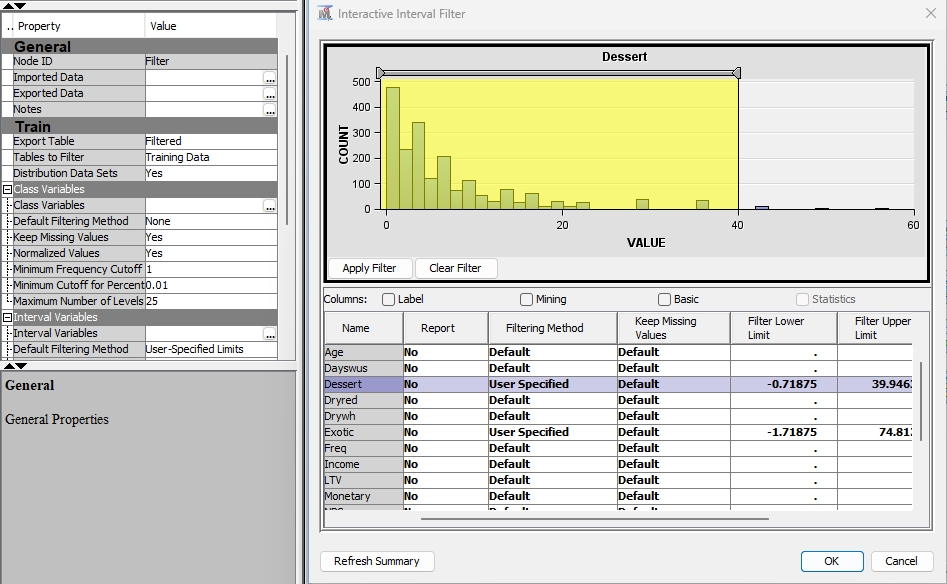 .. Property Value
General
Node ID Filter
Imported Data ...
Exported Data ...
Notes ...
Train
Export Table Filtered
Tables to Filter Training Data
Distribution Data Sets Yes
Class Variables
Class Variables ...
Default Filtering Method None
Keep Missing Values Yes
Normalized Values Yes
Minimum Frequency Cutoff 1
Minimum Cutoff for Percent 0.01
Maximum Number of Levels 25
Interval Variables
Interval Variables ...
Default Filtering Method User-Specified Limits
General
General Properties
Interactive Interval Filter
Dessert
500
400
300
200
100
0
COUNT
0 20 40 60
VALUE
Apply Filter Clear Filter
Columns: Label Mining Basic Statistics
Name Report Filtering Method Keep Missing Values Filter Lower Limit Filter Upper Limit
Age No Default Default .
Dayswus No Default Default .
Dessert No User Specified Default -0.71875 39.946
Dryred No Default Default .
Drywh No Default Default .
Exotic No User Specified Default -1.71875 74.81
Freq No Default Default .
Income No Default Default .
LTV No Default Default .
Monetary No Default Default .
Refresh Summary OK Cancel